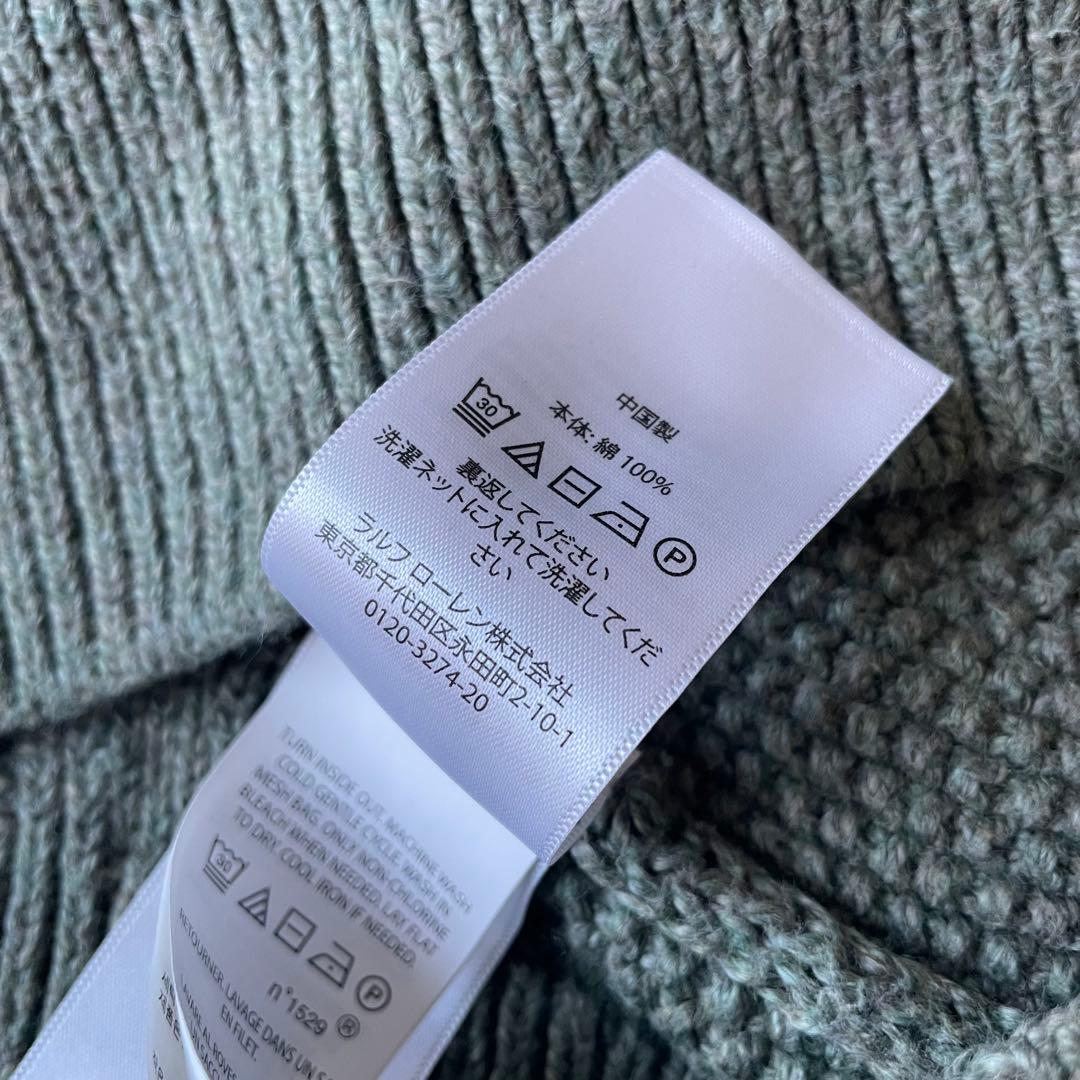 中国製
本体: 綿 100%
30
P
裏返してください
洗濯ネットに入れて洗濯してくだ
さい
ラルフ ローレン株式会社
東京都千代田区永田町2-10-1
0120-3274-20
TURN INSIDE OUT. MACHINE WASH
COLD GENTLE CYCLE. WASH IN
MESH BAG. ONLY NON-CHLORINE
BLEACH WHEN NEEDED. LAY FLAT
TO DRY. COOL IRON IF NEEDED.
30
P
n°1529 ®
RETOURNER. LAVAGE DANS UN
EN FILET.